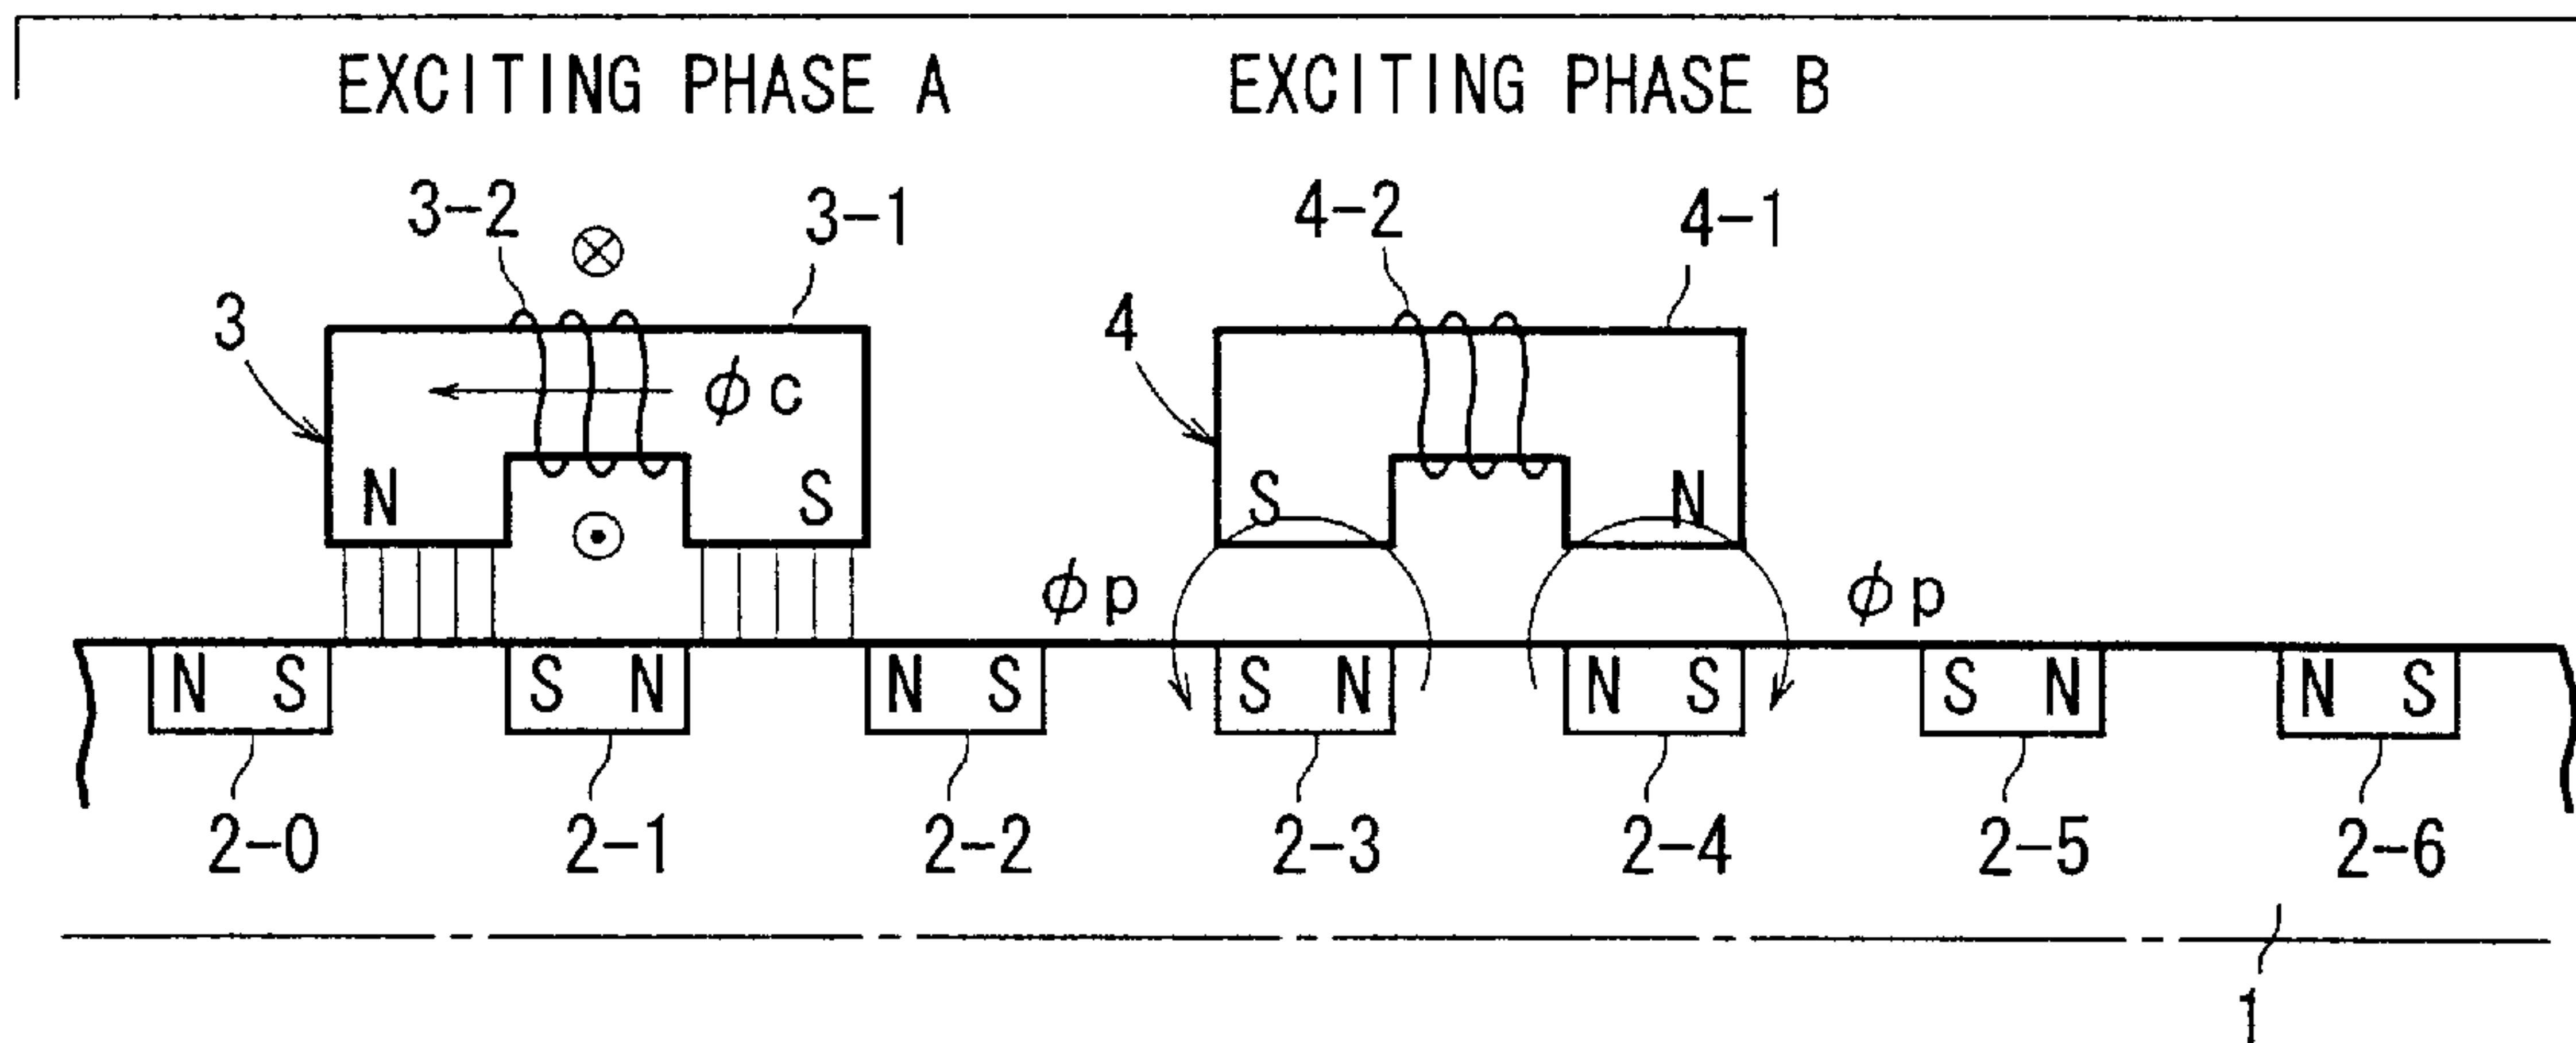 EXCITING PHASE A EXCITING PHASE B
3-2 ⊗ 3-1 4-2 4-1
3 4
ϕc
N S S N
ϕp ϕp
N S S N N S S N N S S N N S
2-0 2-1 2-2 2-3 2-4 2-5 2-6
1